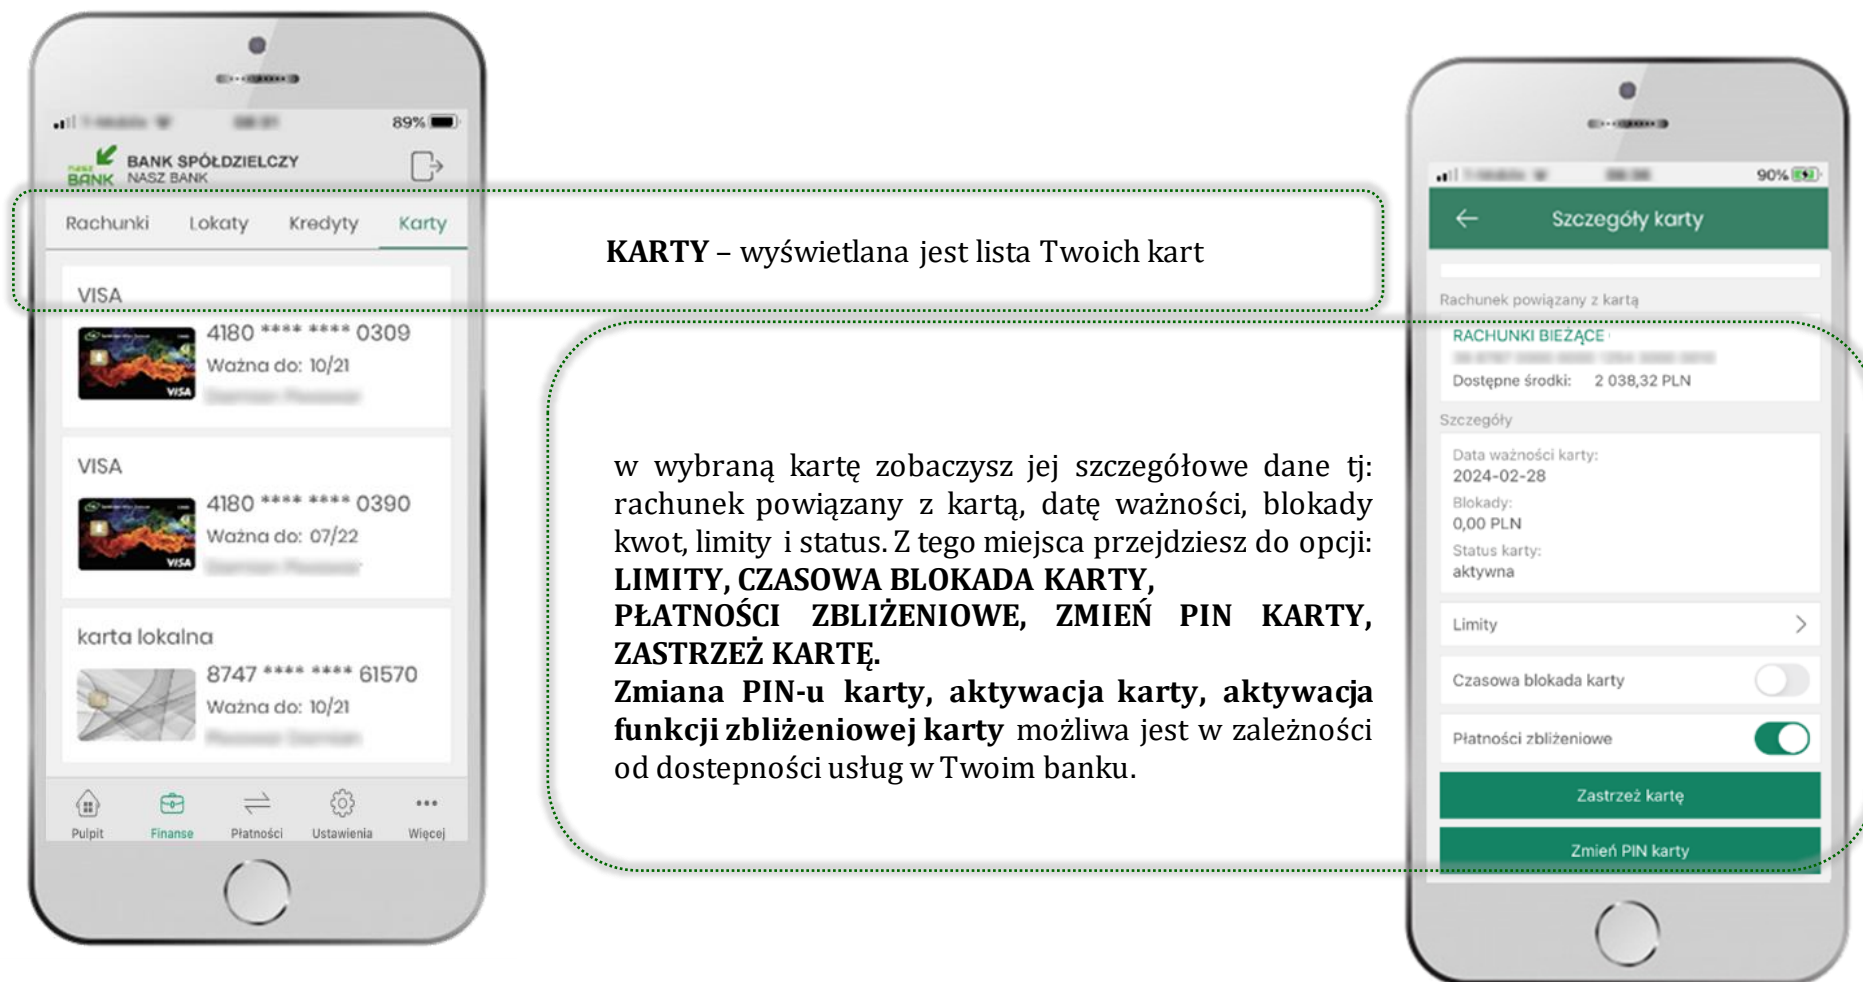 89%
nasz
BANK
BANK SPÓŁDZIELCZY
NASZ BANK
Rachunki Lokaty Kredyty Karty
VISA
4180 **** **** 0309
Ważna do: 10/21
VISA
VISA
4180 **** **** 0390
Ważna do: 07/22
VISA
karta lokalna
8747 **** **** 61570
Ważna do: 10/21
Pulpit Finanse Płatności Ustawienia Więcej
KARTY – wyświetlana jest lista Twoich kart
w wybraną kartę zobaczysz jej szczegółowe dane tj:
rachunek powiązany z kartą, datę ważności, blokady
kwot, limity i status. Z tego miejsca przejdziesz do opcji:
LIMITY, CZASOWA BLOKADA KARTY,
PŁATNOŚCI ZBLIŻENIOWE, ZMIEŃ PIN KARTY,
ZASTRZEŻ KARTĘ.
Zmiana PIN-u karty, aktywacja karty, aktywacja
funkcji zbliżeniowej karty możliwa jest w zależności
od dostepności usług w Twoim banku.
90%
Szczegóły karty
Rachunek powiązany z kartą
RACHUNKI BIEŻĄCE
Dostępne środki: 2 038,32 PLN
Szczegóły
Data ważności karty:
2024-02-28
Blokady:
0,00 PLN
Status karty:
aktywna
Limity
Czasowa blokada karty
Płatności zbliżeniowe
Zastrzeż kartę
Zmień PIN karty